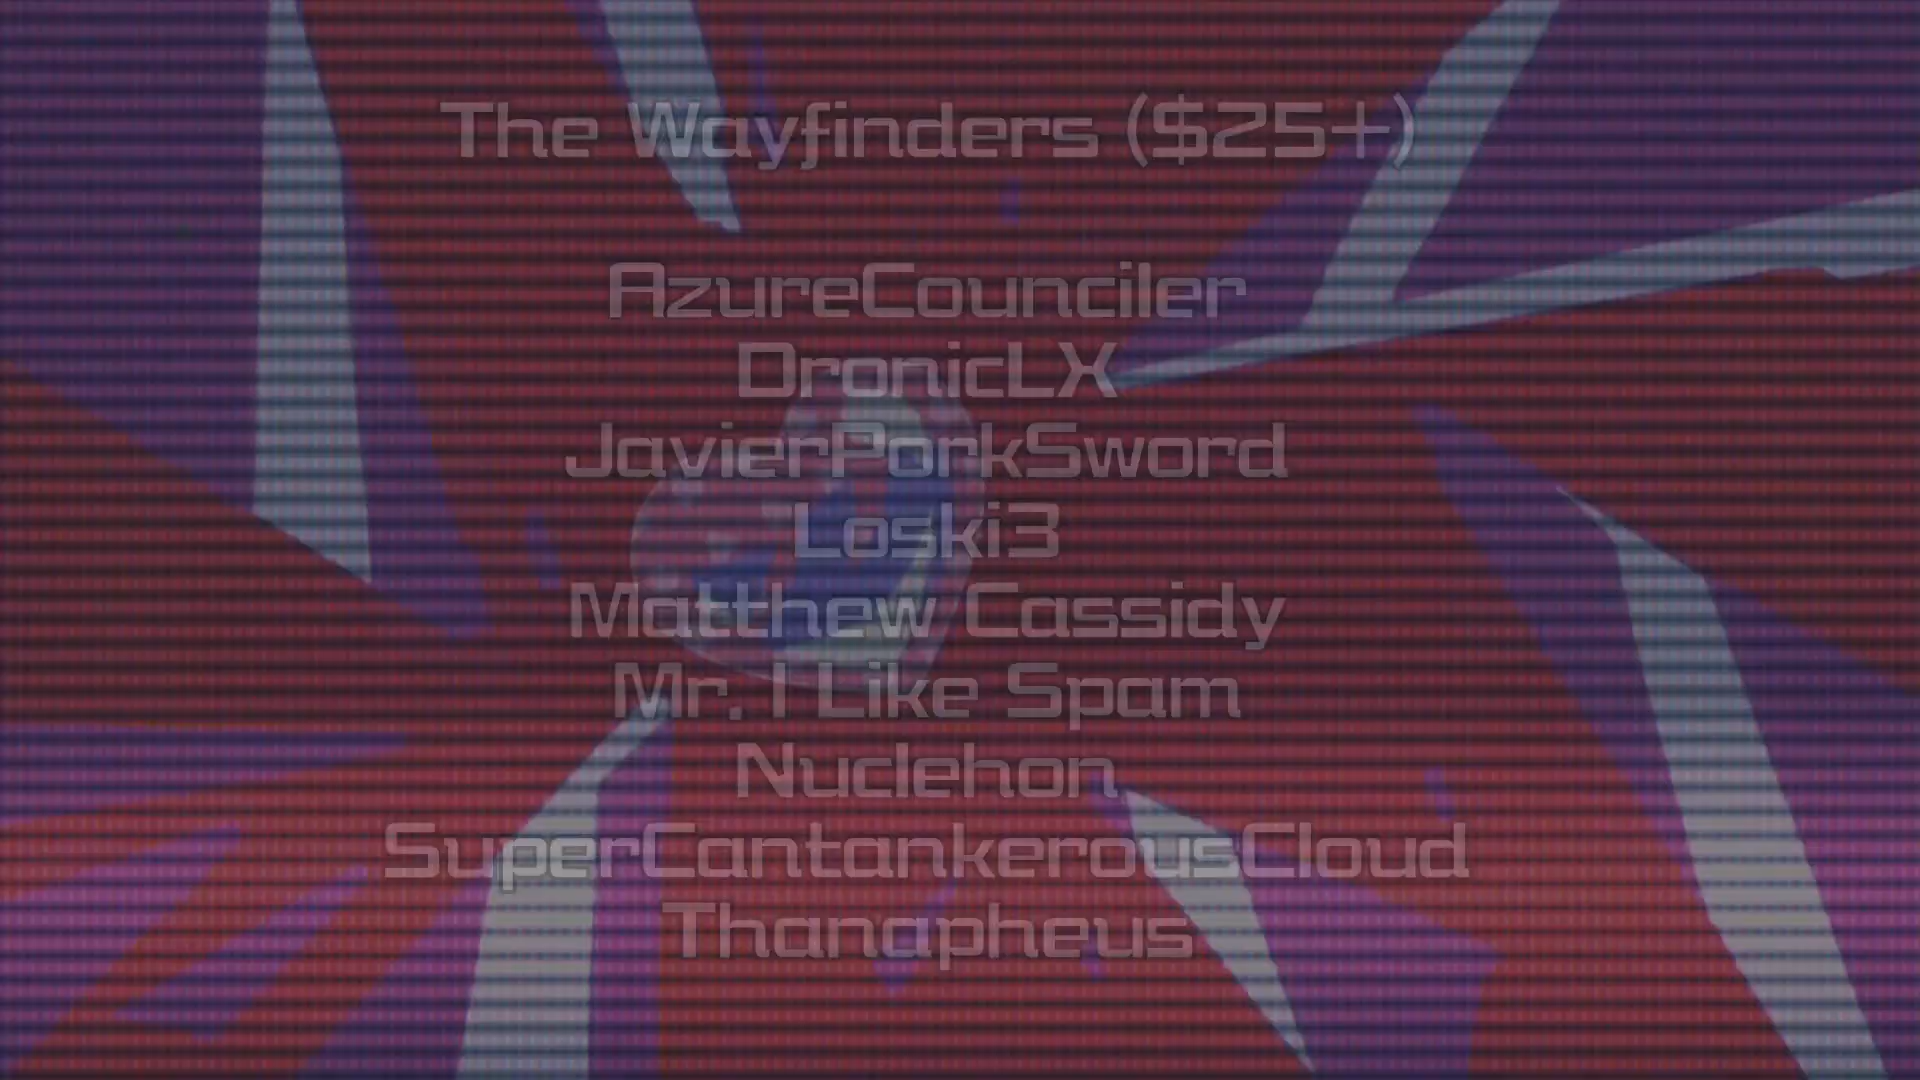 The Wayfinders ($25+)
AzureCounciler
DronicLX
JavierPorkSword
Loski3
Matthew Cassidy
Mr. I Like Spam
Nuclehon
SuperCantankerousCloud
Thanapheus